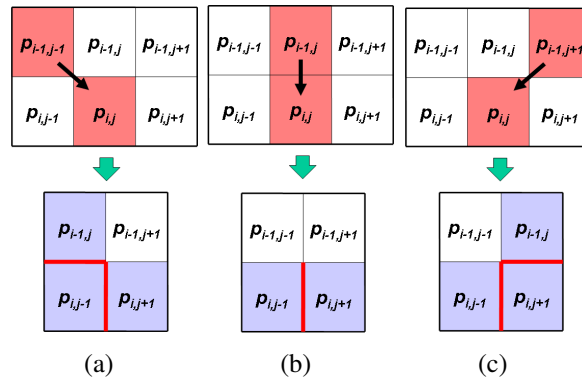 p_{i-1,j-1} p_{i-1,j} p_{i-1,j+1} p_{i-1,j-1} p_{i-1,j} p_{i-1,j+1} p_{i-1,j-1} p_{i-1,j} p_{i-1,j+1}
p_{i,j-1} p_{i,j} p_{i,j+1} p_{i,j-1} p_{i,j} p_{i,j+1} p_{i,j-1} p_{i,j} p_{i,j+1}
p_{i-1,j} p_{i-1,j+1} p_{i-1,j-1} p_{i-1,j+1} p_{i-1,j-1} p_{i-1,j}
p_{i,j-1} p_{i,j+1} p_{i,j-1} p_{i,j+1} p_{i,j-1} p_{i,j+1}
(a) (b) (c)